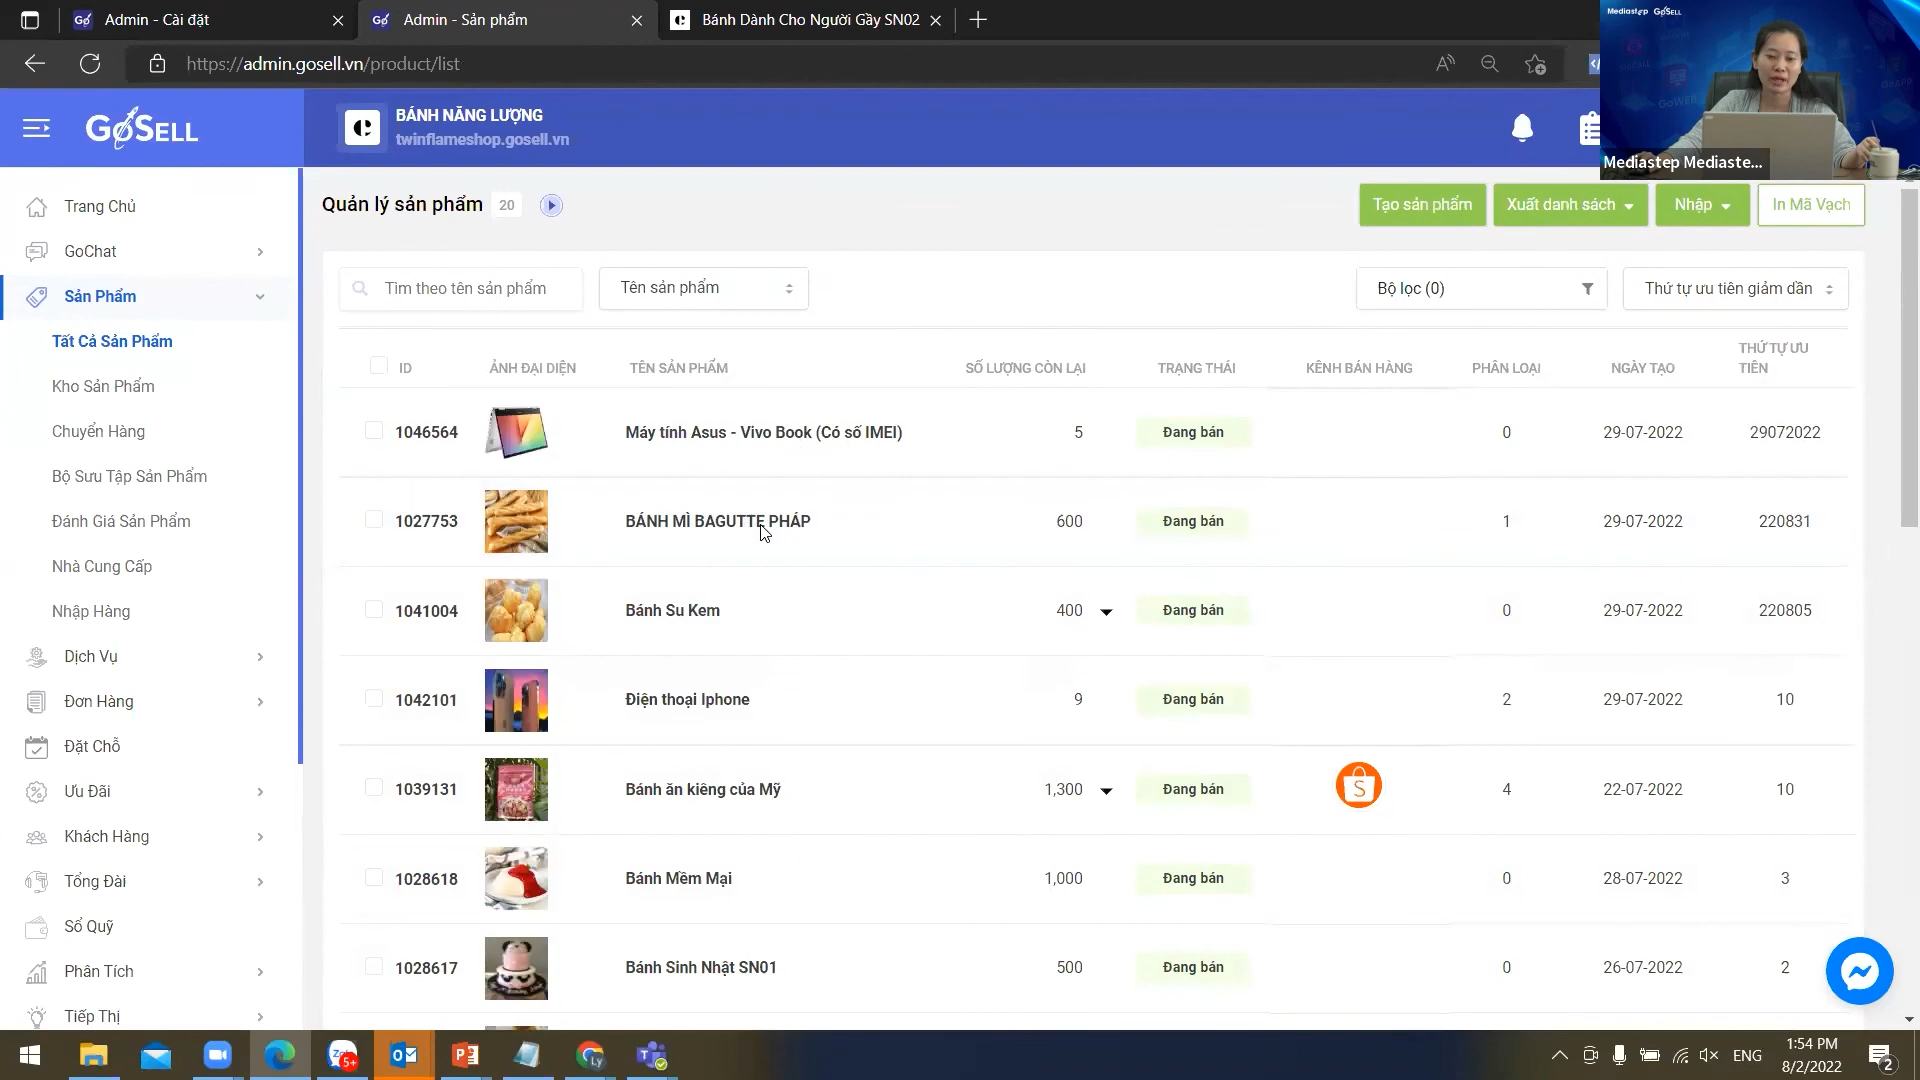 Admin - Cài đặt
Admin - Sản phẩm
Bánh Dành Cho Người Gầy SN02
https://admin.gosell.vn/product/list
Mediastep GOSELL
Mediastep Mediaste...
GOSELL
BÁNH NĂNG LƯỢNG
twinflameshop.gosell.vn
Trang Chủ
GoChat
Sản Phẩm
Tất Cả Sản Phẩm
Kho Sản Phẩm
Chuyển Hàng
Bộ Sưu Tập Sản Phẩm
Đánh Giá Sản Phẩm
Nhà Cung Cấp
Nhập Hàng
Dịch Vụ
Đơn Hàng
Đặt Chỗ
Ưu Đãi
Khách Hàng
Tổng Đài
Sổ Quỹ
Phân Tích
Tiếp Thị
Quản lý sản phẩm 20
Tạo sản phẩm
Xuất danh sách
Nhập
In Mã Vạch
Tìm theo tên sản phẩm
Tên sản phẩm
Bộ lọc (0)
Thứ tự ưu tiên giảm dần
ID ẢNH ĐẠI DIỆN TÊN SẢN PHẨM SỐ LƯỢNG CÒN LẠI TRẠNG THÁI KÊNH BÁN HÀNG PHÂN LOẠI NGÀY TẠO THỨ TỰ ƯU TIÊN
1046564 Máy tính Asus - Vivo Book (Có số IMEI) 5 Đang bán 0 29-07-2022 29072022
1027753 BÁNH MÌ BAGUTTE PHÁP 600 Đang bán 1 29-07-2022 220831
1041004 Bánh Su Kem 400 Đang bán 0 29-07-2022 220805
1042101 Điện thoại Iphone 9 Đang bán 2 29-07-2022 10
1039131 Bánh ăn kiêng của Mỹ 1,300 Đang bán 4 22-07-2022 10
1028618 Bánh Mềm Mại 1,000 Đang bán 0 28-07-2022 3
1028617 Bánh Sinh Nhật SN01 500 Đang bán 0 26-07-2022 2
5+
ENG
1:54 PM
8/2/2022
2